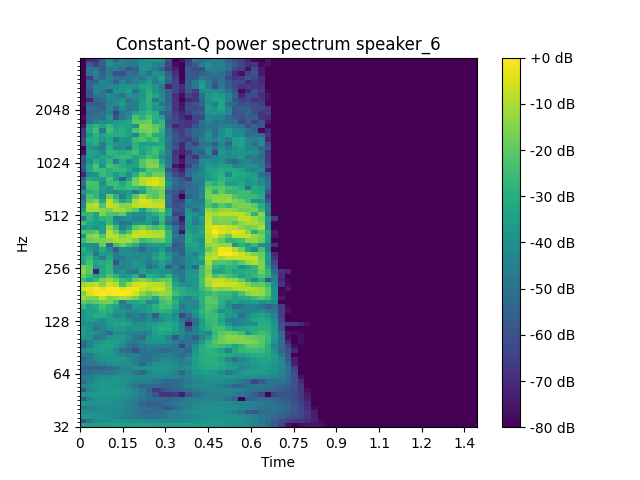 Constant-Q power spectrum speaker_6
Hz
2048
1024
512
256
128
64
32
0 0.15 0.3 0.45 0.6 0.75 0.9 1.1 1.2 1.4
Time
+0 dB
-10 dB
-20 dB
-30 dB
-40 dB
-50 dB
-60 dB
-70 dB
-80 dB